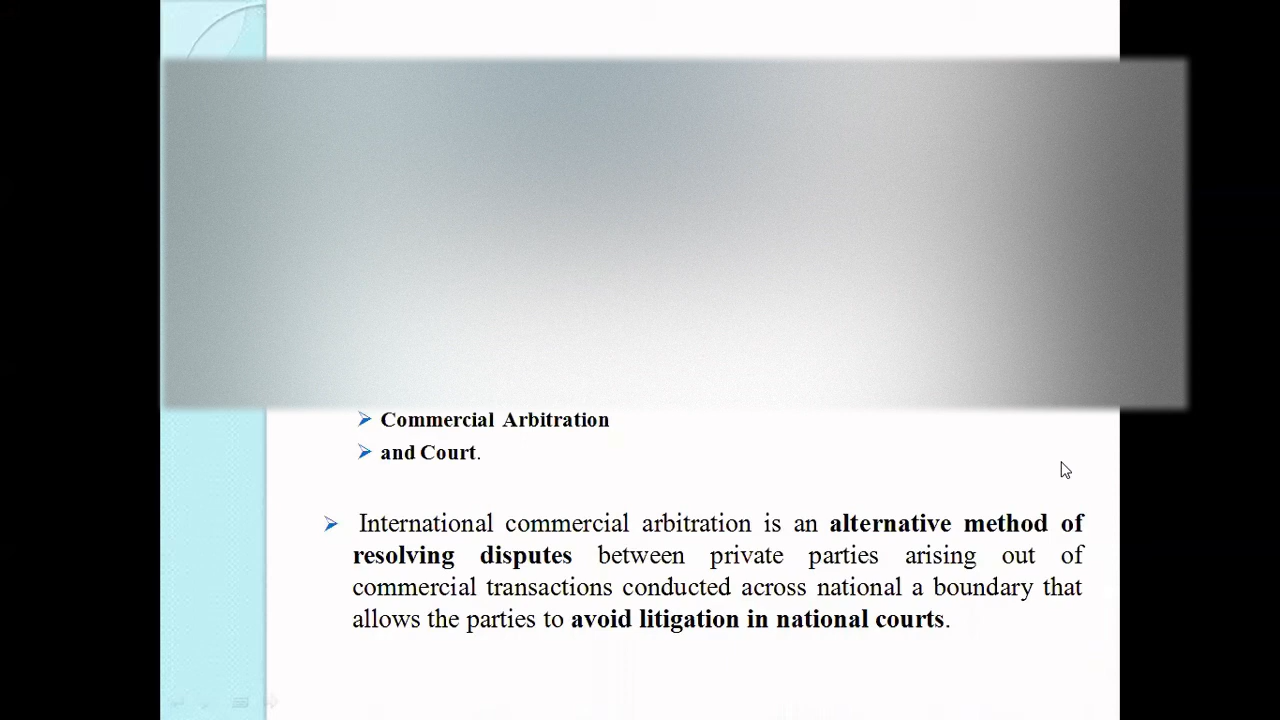 Commercial Arbitration
and Court.
International commercial arbitration is an alternative method of
resolving disputes between private parties arising out of
commercial transactions conducted across national a boundary that
allows the parties to avoid litigation in national courts.